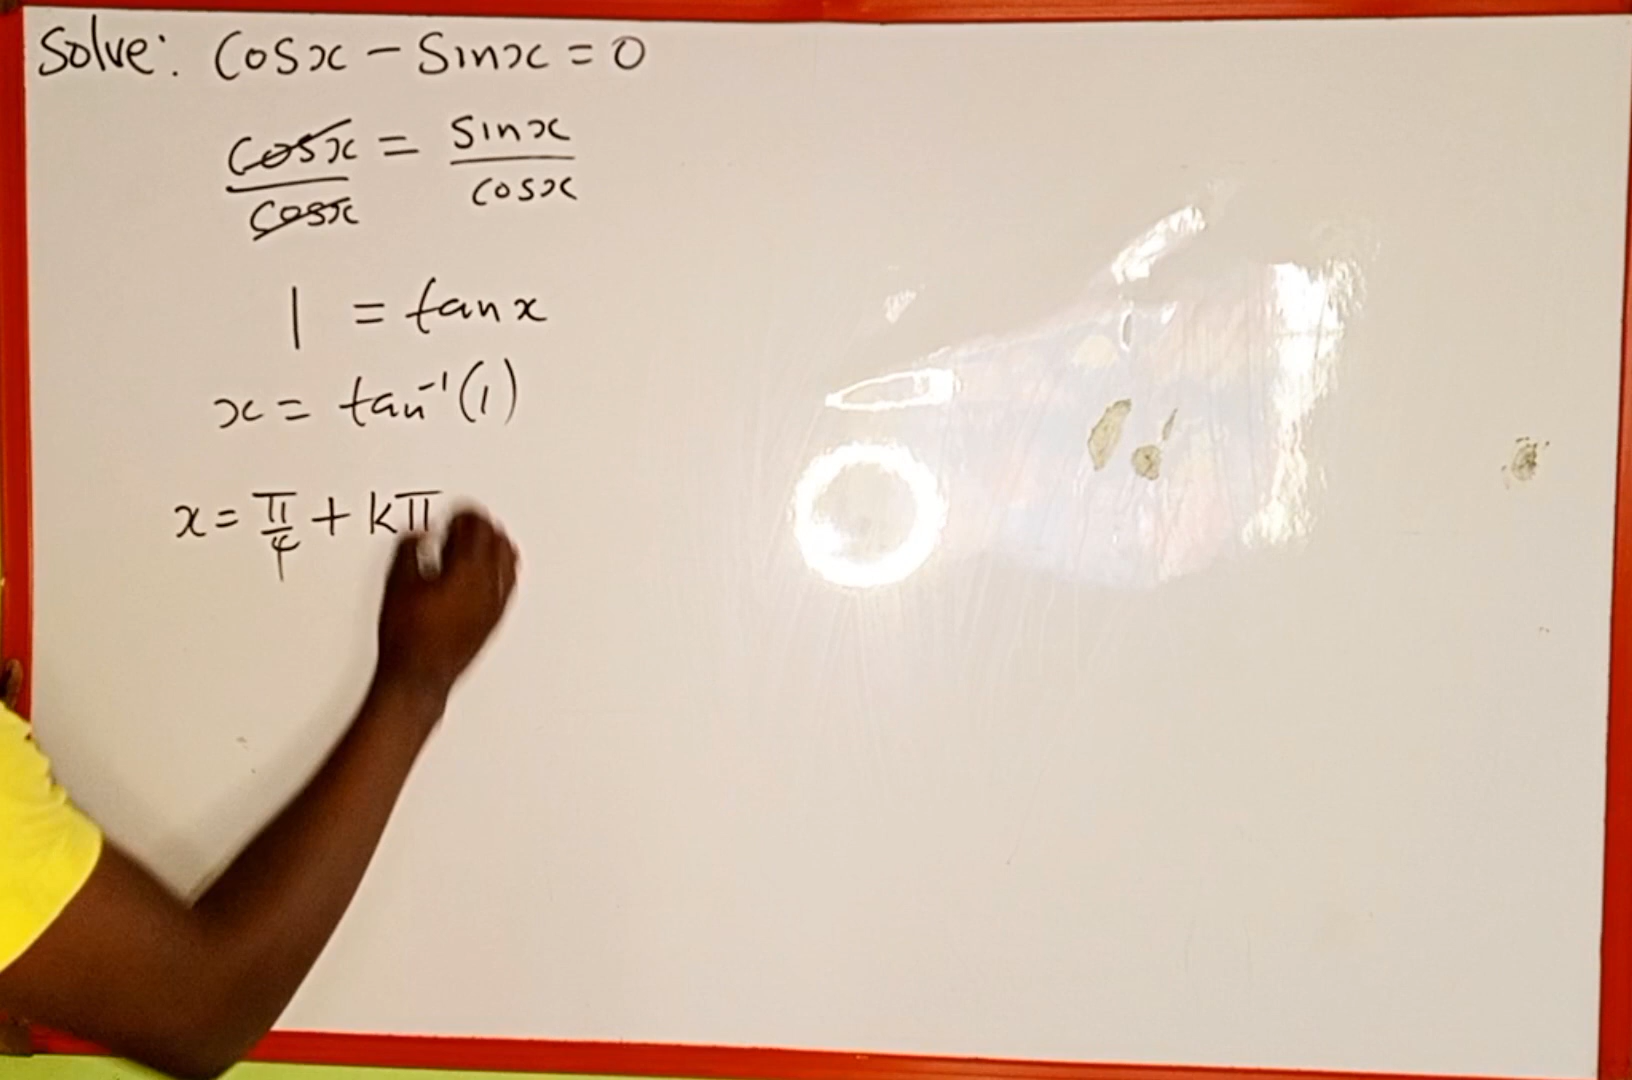 Solve: Cosx - Sinx = 0
cosx/cosx = sinx/cosx
1 = tanx
x = tan⁻¹(1)
x = π/4 + kπ